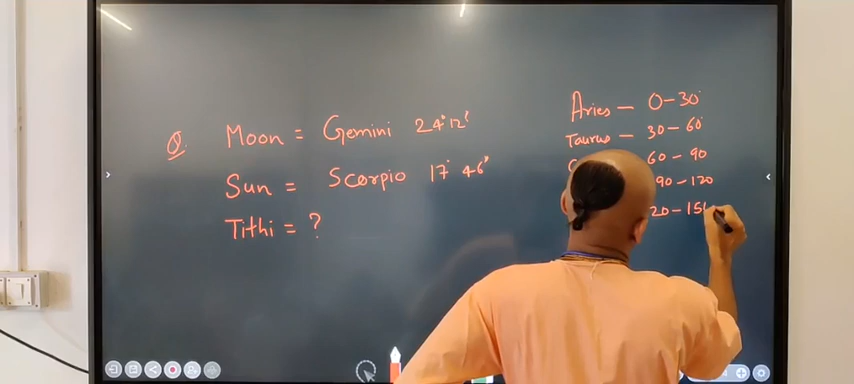 Q. Moon = Gemini 24° 12'
Sun = Scorpio 17° 46'
Tithi = ?
Aries — 0-30°
Taurus — 30-60°
60-90
90-120